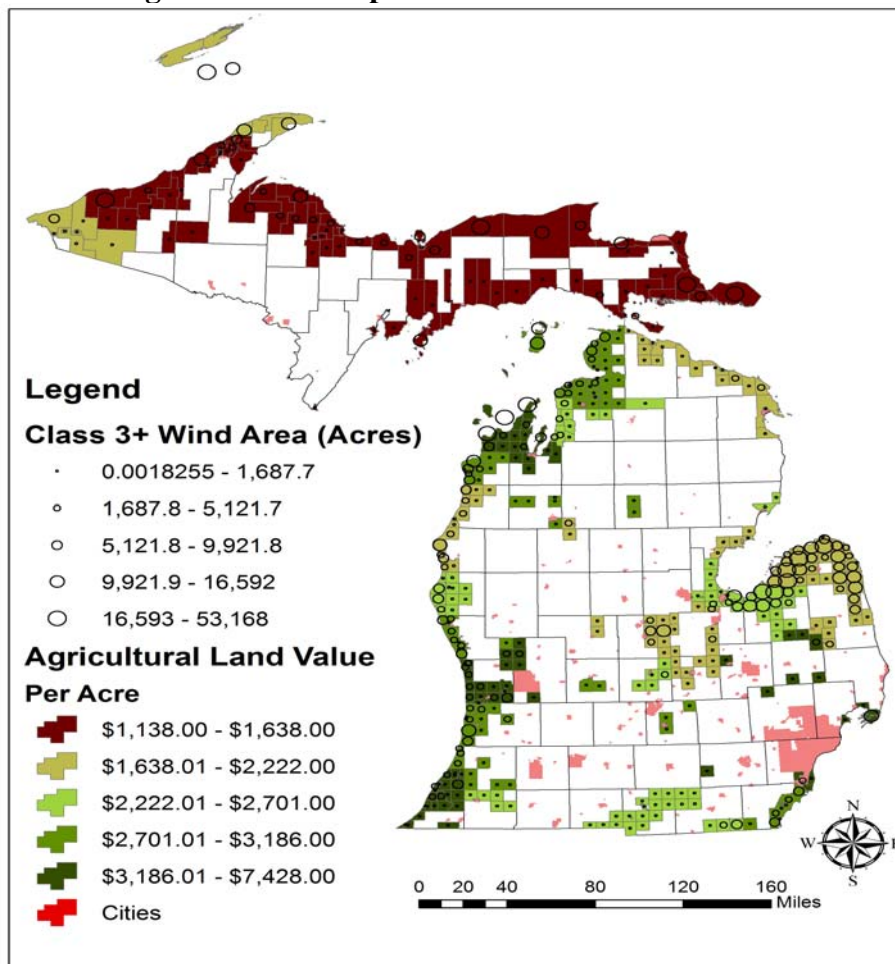 Legend
Class 3+ Wind Area (Acres)
0.0018255 - 1,687.7
1,687.8 - 5,121.7
5,121.8 - 9,921.8
9,921.9 - 16,592
16,593 - 53,168
Agricultural Land Value
Per Acre
$1,138.00 - $1,638.00
$1,638.01 - $2,222.00
$2,222.01 - $2,701.00
$2,701.01 - $3,186.00
$3,186.01 - $7,428.00
Cities
N
W E
S
0 20 40 80 120 160
Miles